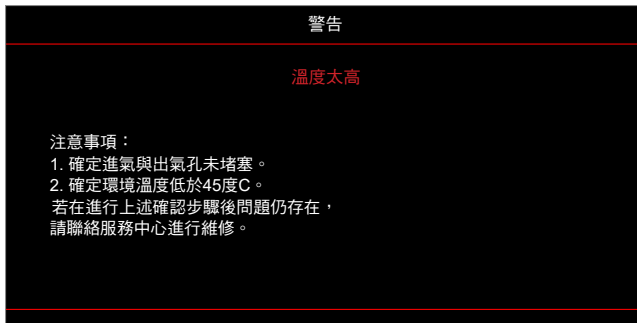 警告
溫度太高
注意事項：
1. 確定進氣與出氣孔未堵塞。
2. 確定環境溫度低於45度C。
若在進行上述確認步驟後問題仍存在，
請聯絡服務中心進行維修。